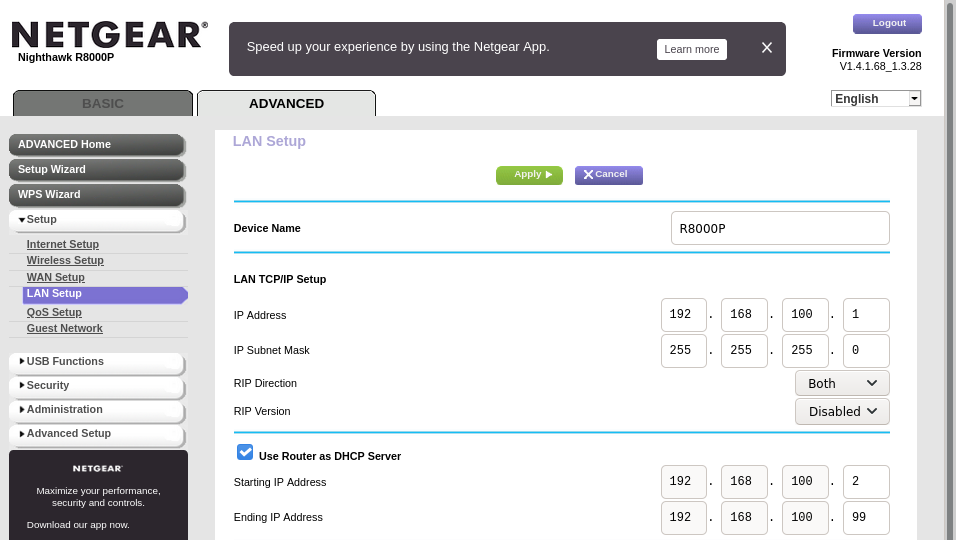 NETGEAR®
Nighthawk R8000P
Speed up your experience by using the Netgear App.
Learn more
Logout
Firmware Version
V1.4.1.68_1.3.28
BASIC
ADVANCED
English
ADVANCED Home
Setup Wizard
WPS Wizard
Setup
Internet Setup
Wireless Setup
WAN Setup
LAN Setup
QoS Setup
Guest Network
USB Functions
Security
Administration
Advanced Setup
NETGEAR
Maximize your performance,
security and controls.
Download our app now.
LAN Setup
Apply
Cancel
Device Name R8000P
LAN TCP/IP Setup
IP Address 192 . 168 . 100 . 1
IP Subnet Mask 255 . 255 . 255 . 0
RIP Direction Both
RIP Version Disabled
Use Router as DHCP Server
Starting IP Address 192 . 168 . 100 . 2
Ending IP Address 192 . 168 . 100 . 99